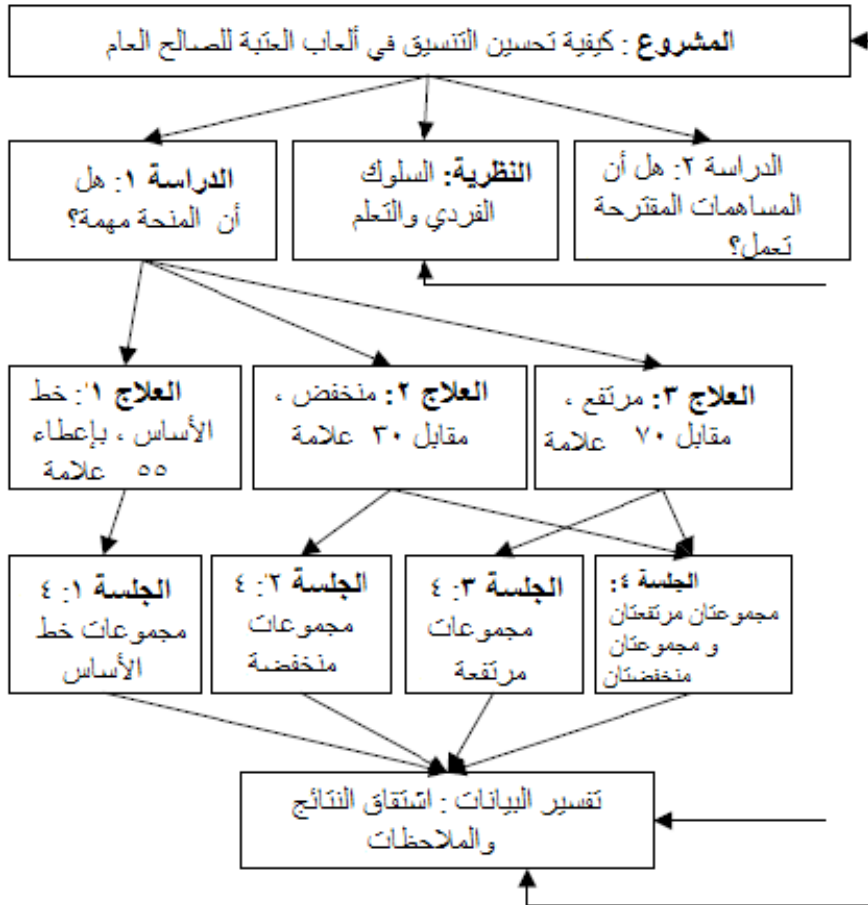 المشروع : كيفية تحسين التنسيق في ألعاب العتبة للصالح العام
الدراسة ١: هل
أن المنحة مهمة؟
النظرية: السلوك
الفردي والتعلم
الدراسة ٢: هل أن
المساهمات المقترحة
تعمل؟
العلاج ١: خط
الأساس ، بإعطاء
٥٥ علامة
العلاج ٢: منخفض ،
مقابل ٣٠ علامة
العلاج ٣: مرتفع ،
مقابل ٧٠ علامة
الجلسة ١: ٤
مجموعات خط
الأساس
الجلسة ٢: ٤
مجموعات
منخفضة
الجلسة ٣: ٤
مجموعات
مرتفعة
الجلسة ٤:
مجموعتان مرتفعتان
و مجموعتان
منخفضتان
تفسير البيانات : اشتقاق النتائج
والملاحظات